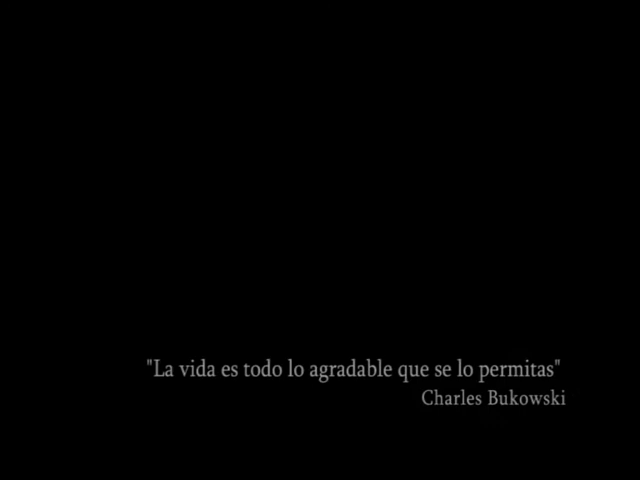 "La vida es todo lo agradable que se lo permitas"
Charles Bukowski